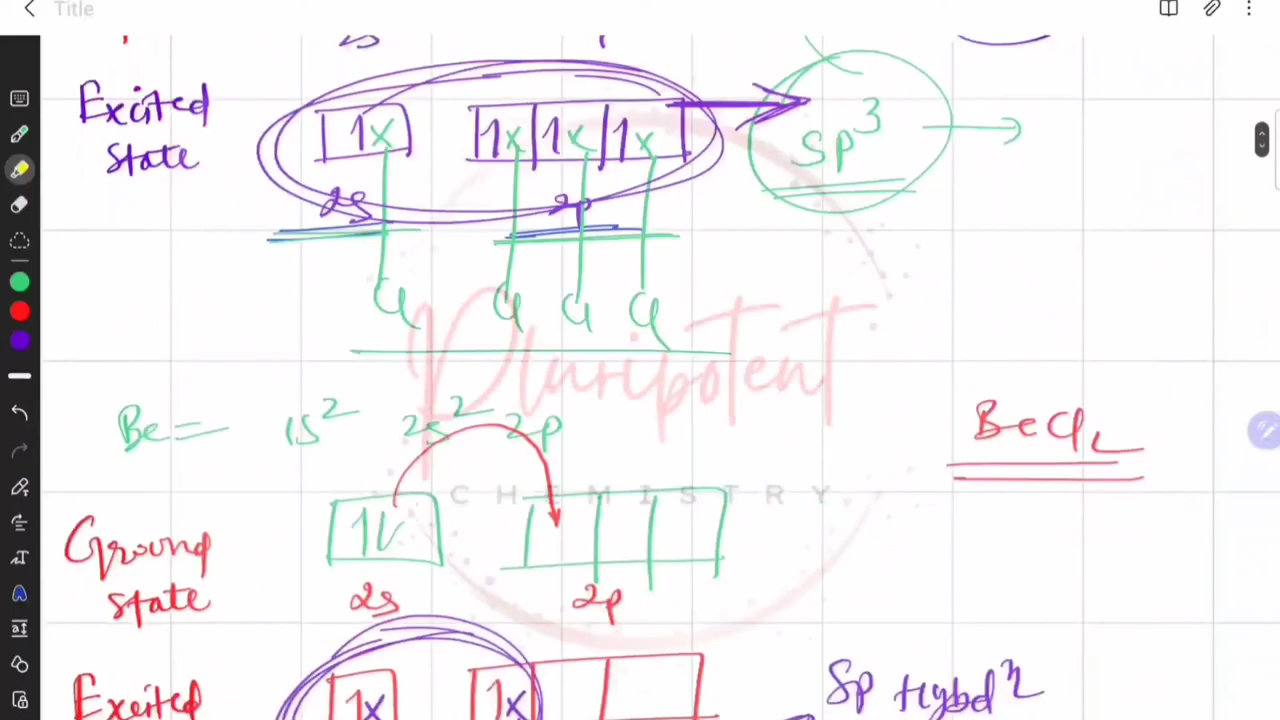 Title
Excited
state
1x 1x 1x 1x
sp³
2s 2p
Cl Cl Cl Cl
Pluripotent
CHEMISTRY
Be = 1s² 2s² 2p
BeCl₂
Ground
state
1
2s 2p
Excited
1x 1x
Sp Hybdⁿ